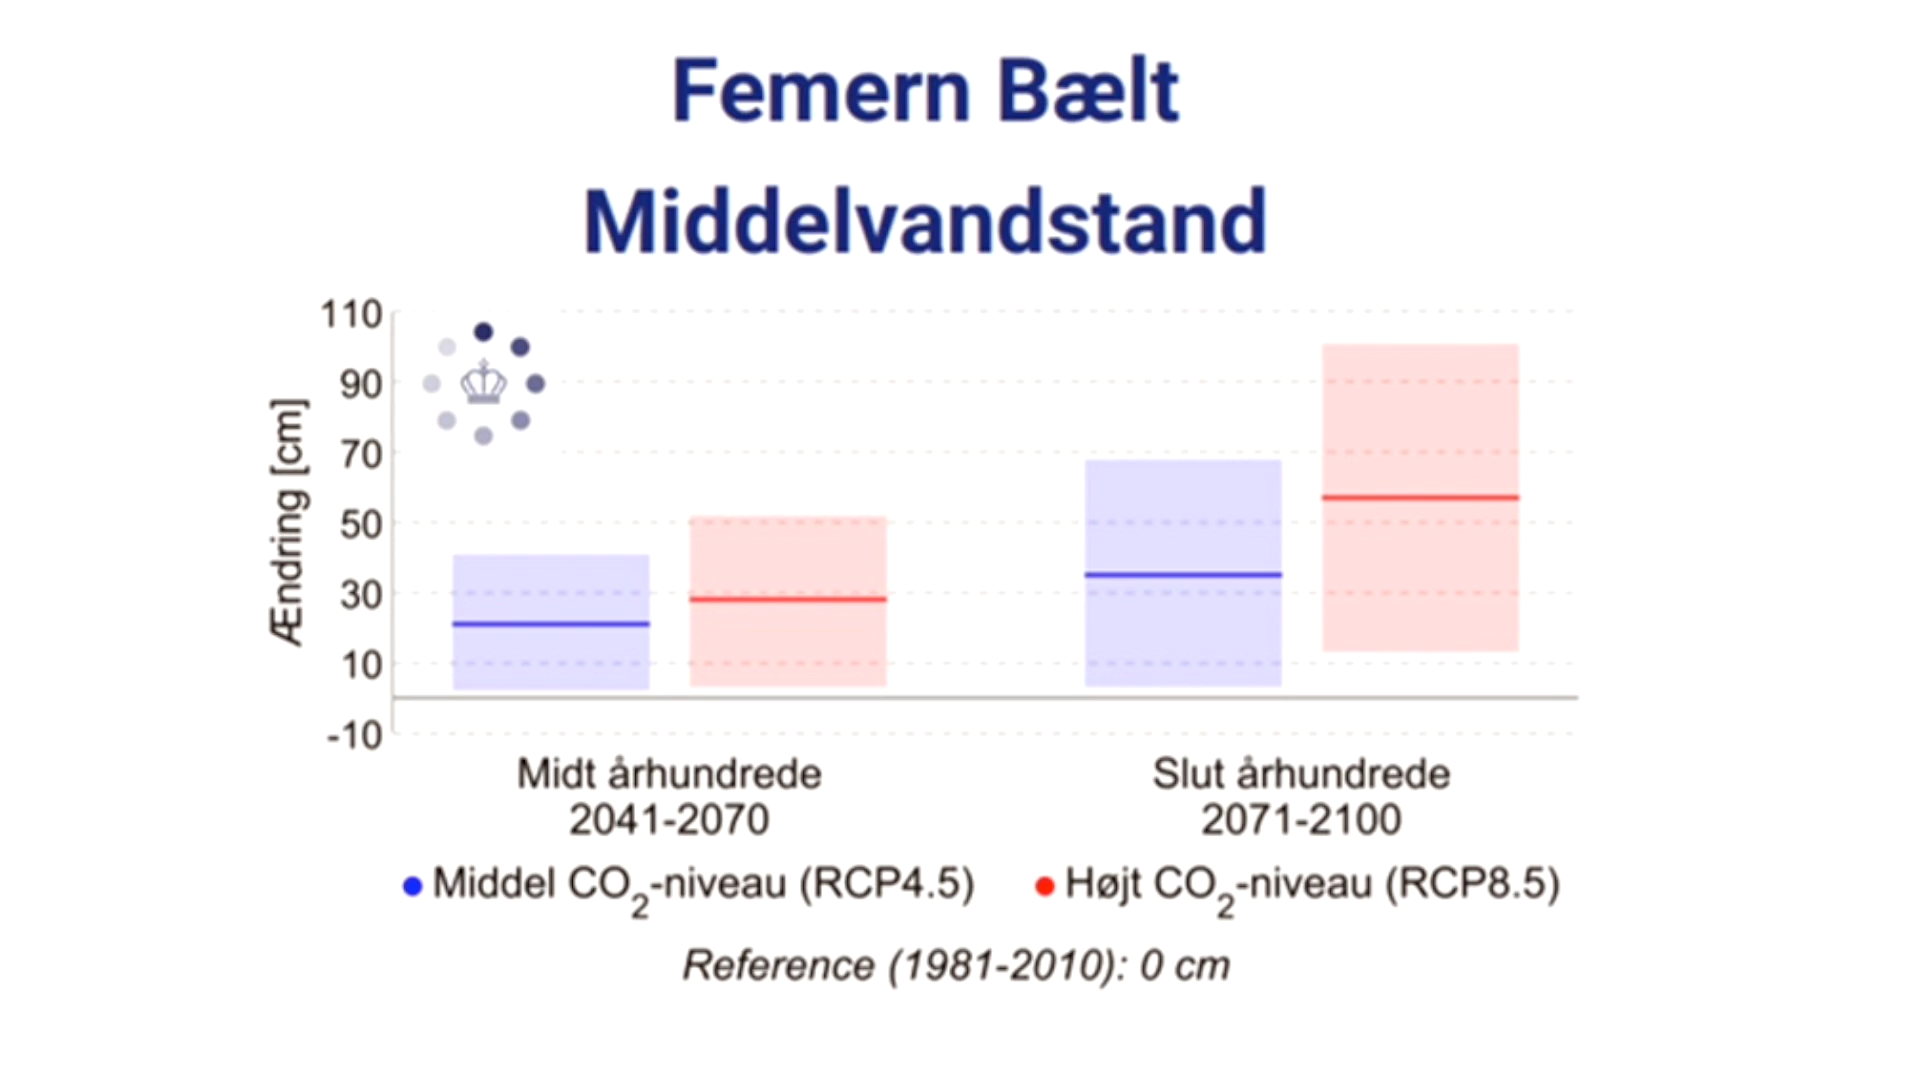 Femern Bælt
Middelvandstand
Ændring [cm]
110
90
70
50
30
10
-10
Midt århundrede
2041-2070
Slut århundrede
2071-2100
Middel CO2-niveau (RCP4.5)
Højt CO2-niveau (RCP8.5)
Reference (1981-2010): 0 cm